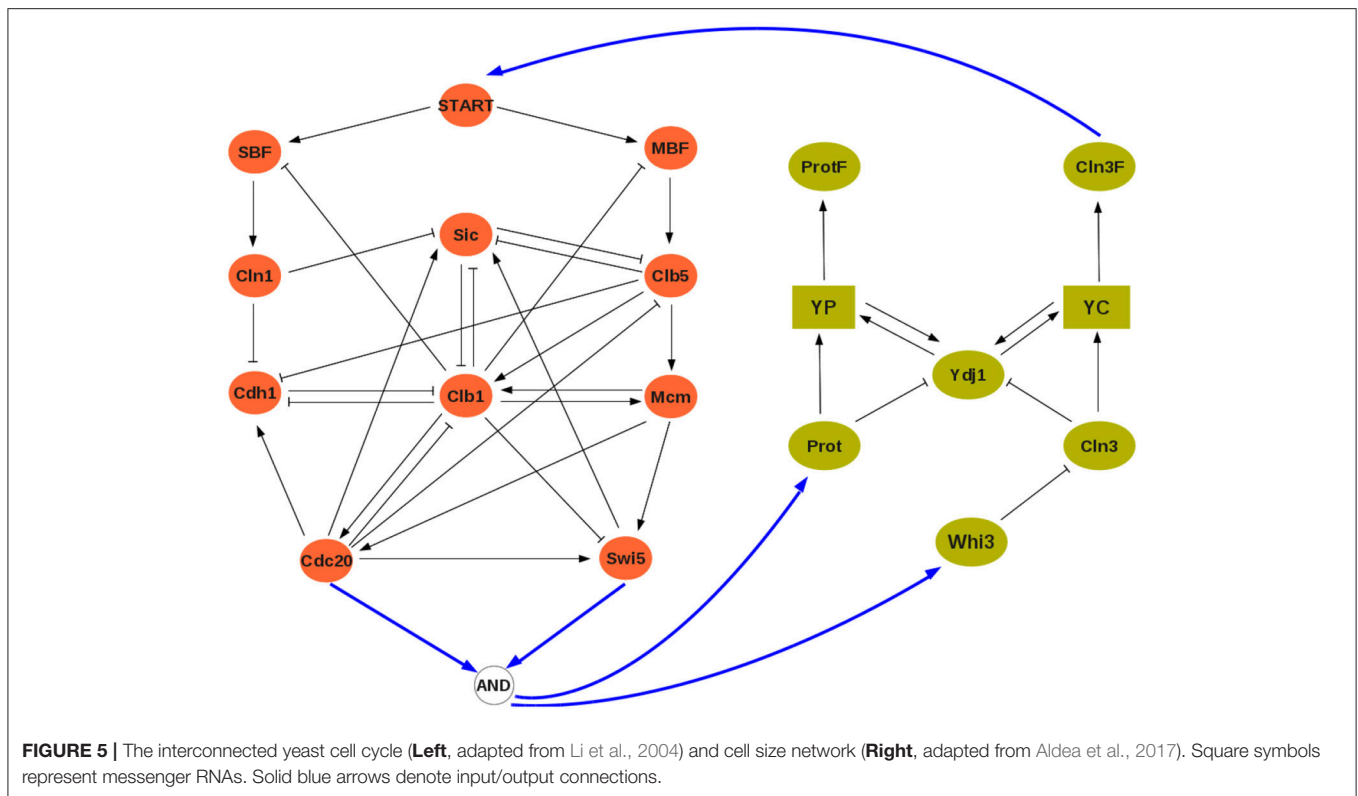 START
SBF
MBF
ProtF
Cln3F
Sic
Cln1
Clb5
YP
YC
Ydj1
Cdh1
Clb1
Mcm
Prot
Cln3
Whi3
Cdc20
Swi5
AND
FIGURE 5 | The interconnected yeast cell cycle (Left, adapted from Li et al., 2004) and cell size network (Right, adapted from Aldea et al., 2017). Square symbols
represent messenger RNAs. Solid blue arrows denote input/output connections.